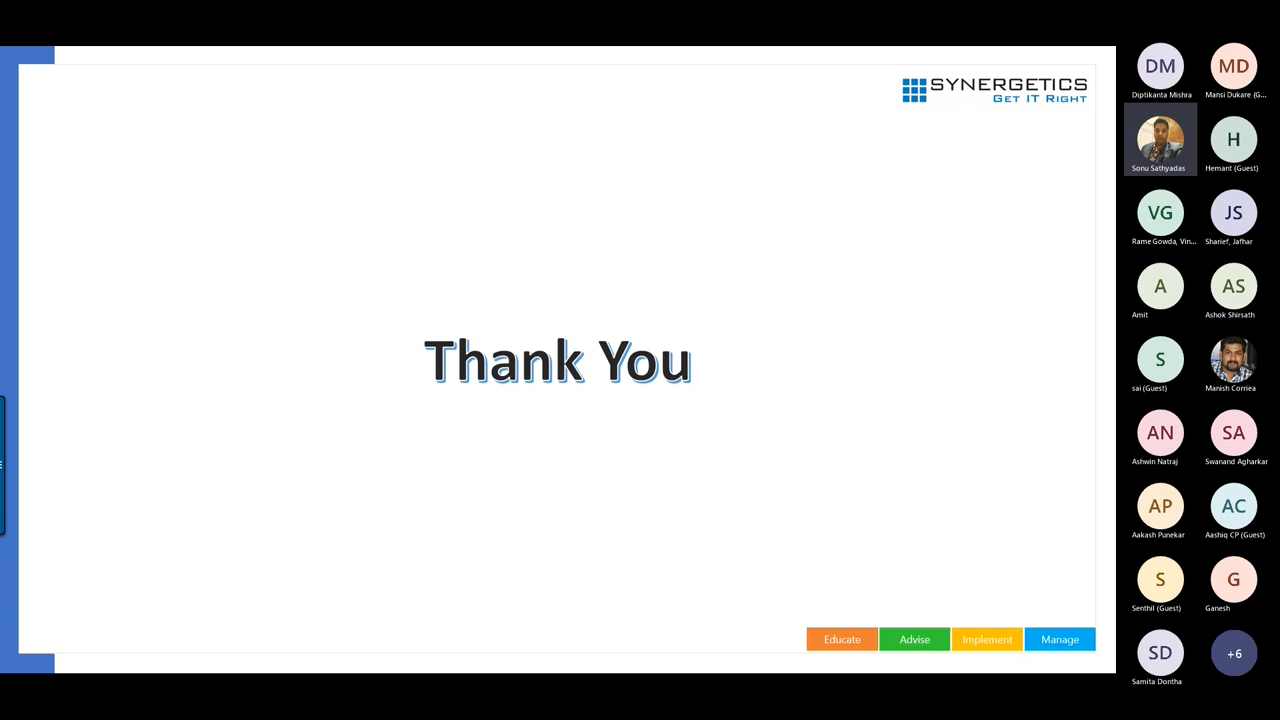 SYNERGETICS
GET IT RIGHT
Thank You
Educate Advise Implement Manage
DM MD
Diptikanta Mishra Mansi Dukare (G...
H
Sonu Sathyadas Hemant (Guest)
VG JS
Rame Gowda, Vin... Sharief, Jafhar
A AS
Amit Ashok Shirsath
S
sai (Guest) Manish Corriea
AN SA
Ashwin Natraj Swanand Agharkar
AP AC
Aakash Punekar Aashiq CP (Guest)
S G
Senthil (Guest) Ganesh
SD +6
Samita Dontha